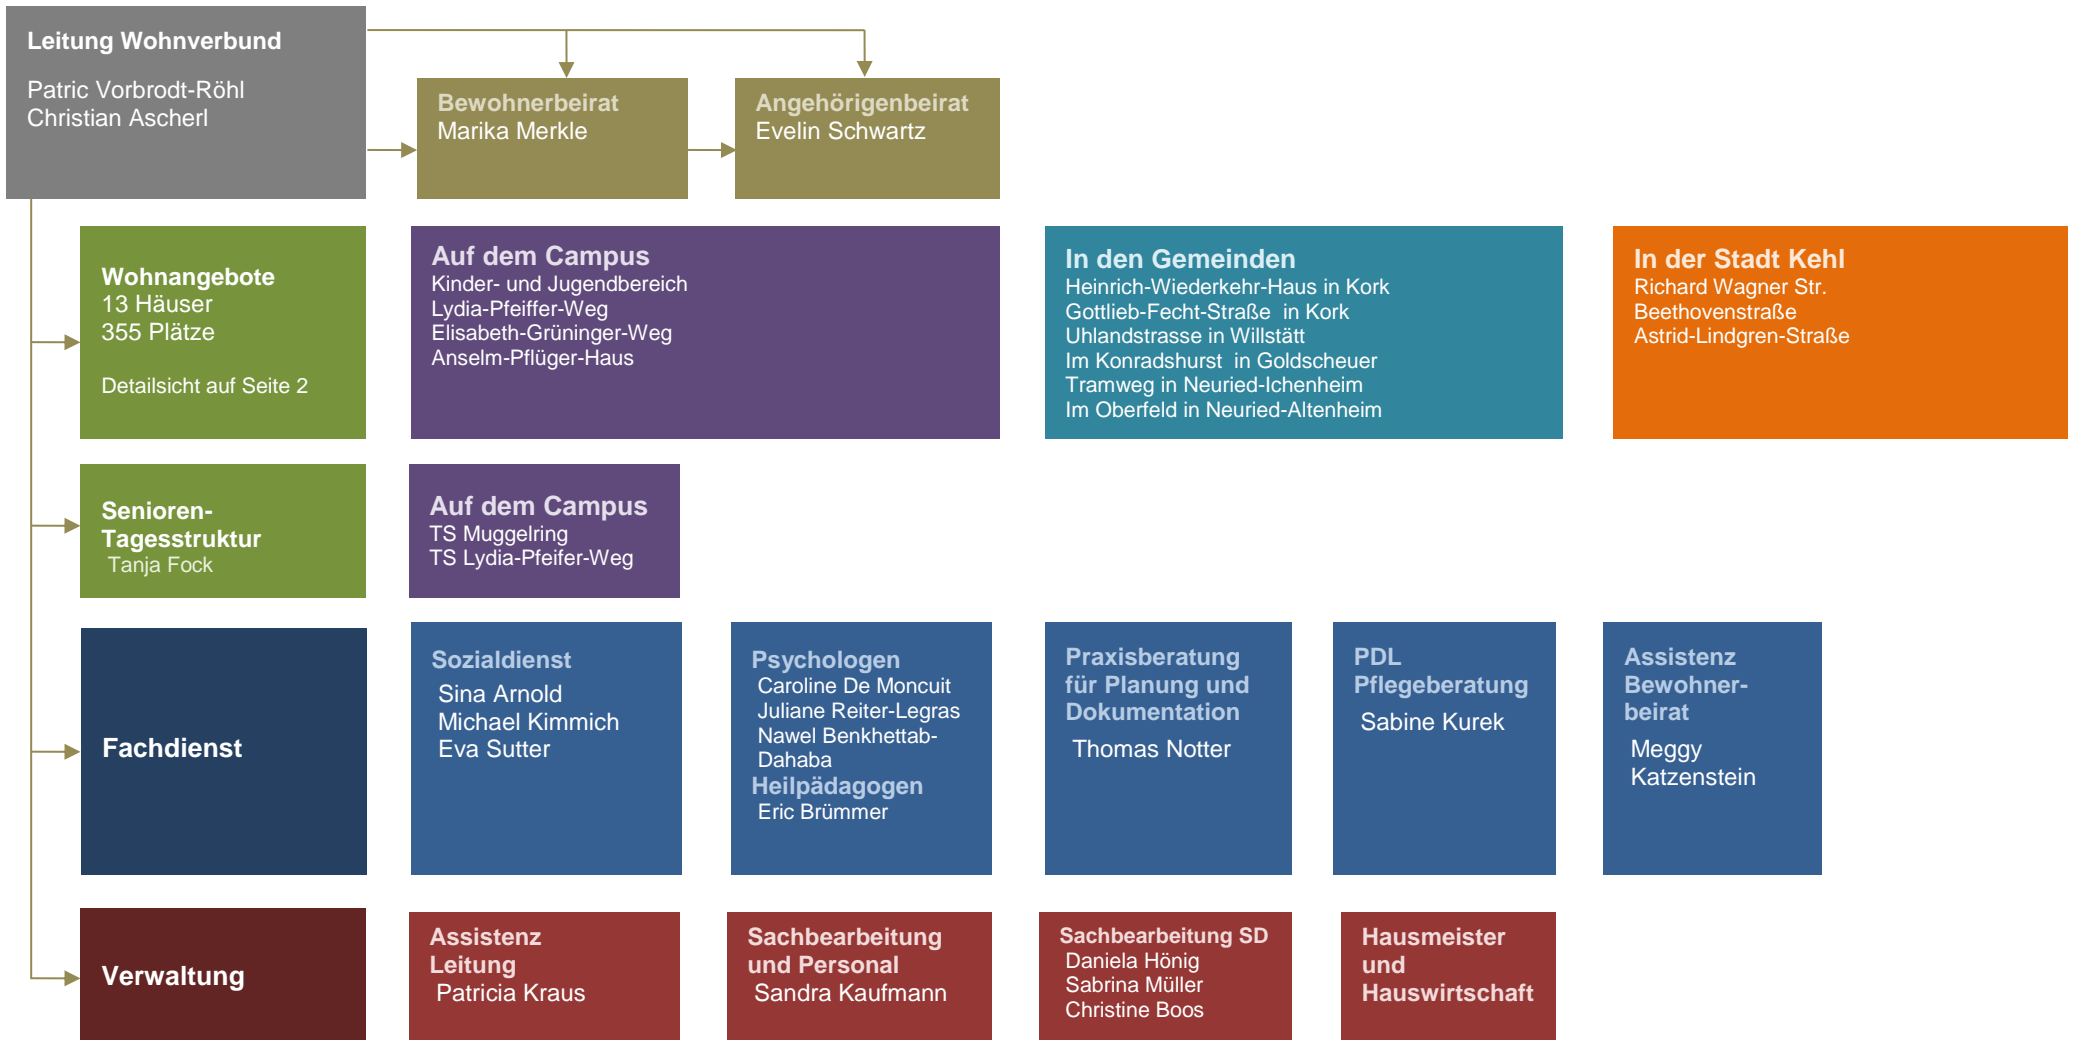 Leitung Wohnverbund
Patric Vorbrodt-Röhl
Christian Ascherl
Bewohnerbeirat
Marika Merkle
Angehörigenbeirat
Evelin Schwartz
Wohnangebote
13 Häuser
355 Plätze
Detailsicht auf Seite 2
Auf dem Campus
Kinder- und Jugendbereich
Lydia-Pfeiffer-Weg
Elisabeth-Grüninger-Weg
Anselm-Pflüger-Haus
In den Gemeinden
Heinrich-Wiederkehr-Haus in Kork
Gottlieb-Fecht-Straße in Kork
Uhlandstrasse in Willstätt
Im Konradshurst in Goldscheuer
Tramweg in Neuried-Ichenheim
Im Oberfeld in Neuried-Altenheim
In der Stadt Kehl
Richard Wagner Str.
Beethovenstraße
Astrid-Lindgren-Straße
Senioren-
Tagesstruktur
Tanja Fock
Auf dem Campus
TS Muggelring
TS Lydia-Pfeifer-Weg
Fachdienst
Sozialdienst
Sina Arnold
Michael Kimmich
Eva Sutter
Psychologen
Caroline De Moncuit
Juliane Reiter-Legras
Nawel Benkhettab-
Dahaba
Heilpädagogen
Eric Brümmer
Praxisberatung
für Planung und
Dokumentation
Thomas Notter
PDL
Pflegeberatung
Sabine Kurek
Assistenz
Bewohner-
beirat
Meggy
Katzenstein
Verwaltung
Assistenz
Leitung
Patricia Kraus
Sachbearbeitung
und Personal
Sandra Kaufmann
Sachbearbeitung SD
Daniela Hönig
Sabrina Müller
Christine Boos
Hausmeister
und
Hauswirtschaft